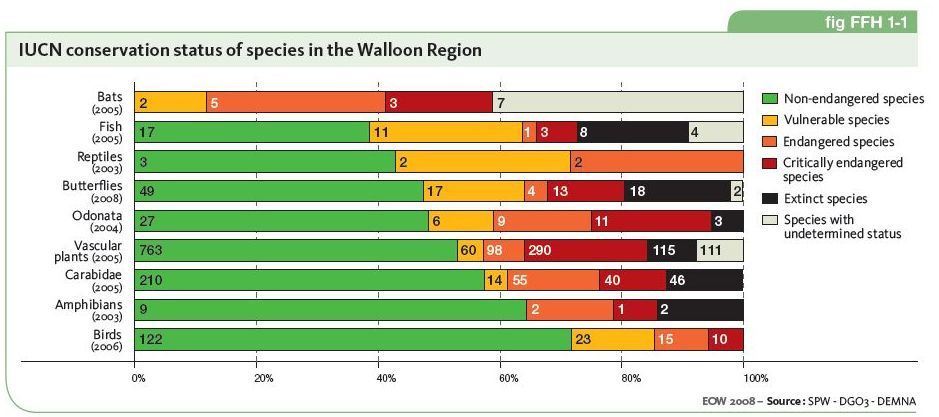 fig FFH 1-1
IUCN conservation status of species in the Walloon Region
Bats
(2005)
2 5 3 7
Fish
(2005)
17 11 1 3 8 4
Reptiles
(2003)
3 2 2
Butterflies
(2008)
49 17 4 13 18 2
Odonata
(2004)
27 6 9 11 3
Vascular
plants (2005)
763 60 98 290 115 111
Carabidae
(2005)
210 14 55 40 46
Amphibians
(2003)
9 2 1 2
Birds
(2006)
122 23 15 10
0% 20% 40% 60% 80% 100%
Non-endangered species
Vulnerable species
Endangered species
Critically endangered
species
Extinct species
Species with
undetermined status
EOW 2008 – Source : SPW - DGO3 - DEMNA